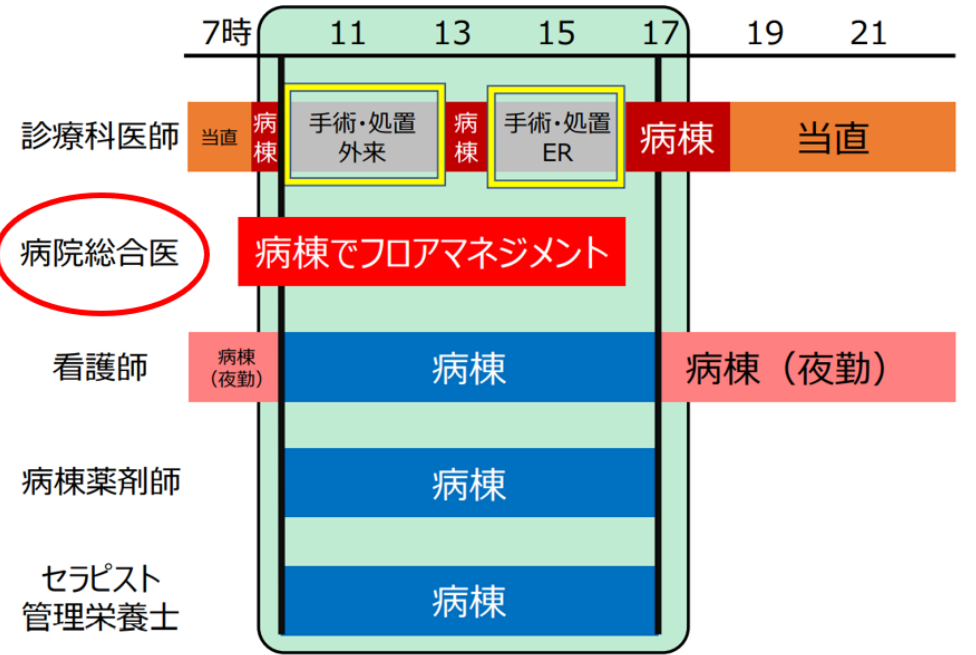 7時 11 13 15 17 19 21
診療科医師
当直
病
棟
手術・処置
外来
病
棟
手術・処置
ER
病棟
当直
病院総合医
病棟でフロアマネジメント
看護師
病棟
（夜勤）
病棟
病棟（夜勤）
病棟薬剤師
病棟
セラピスト
管理栄養士
病棟